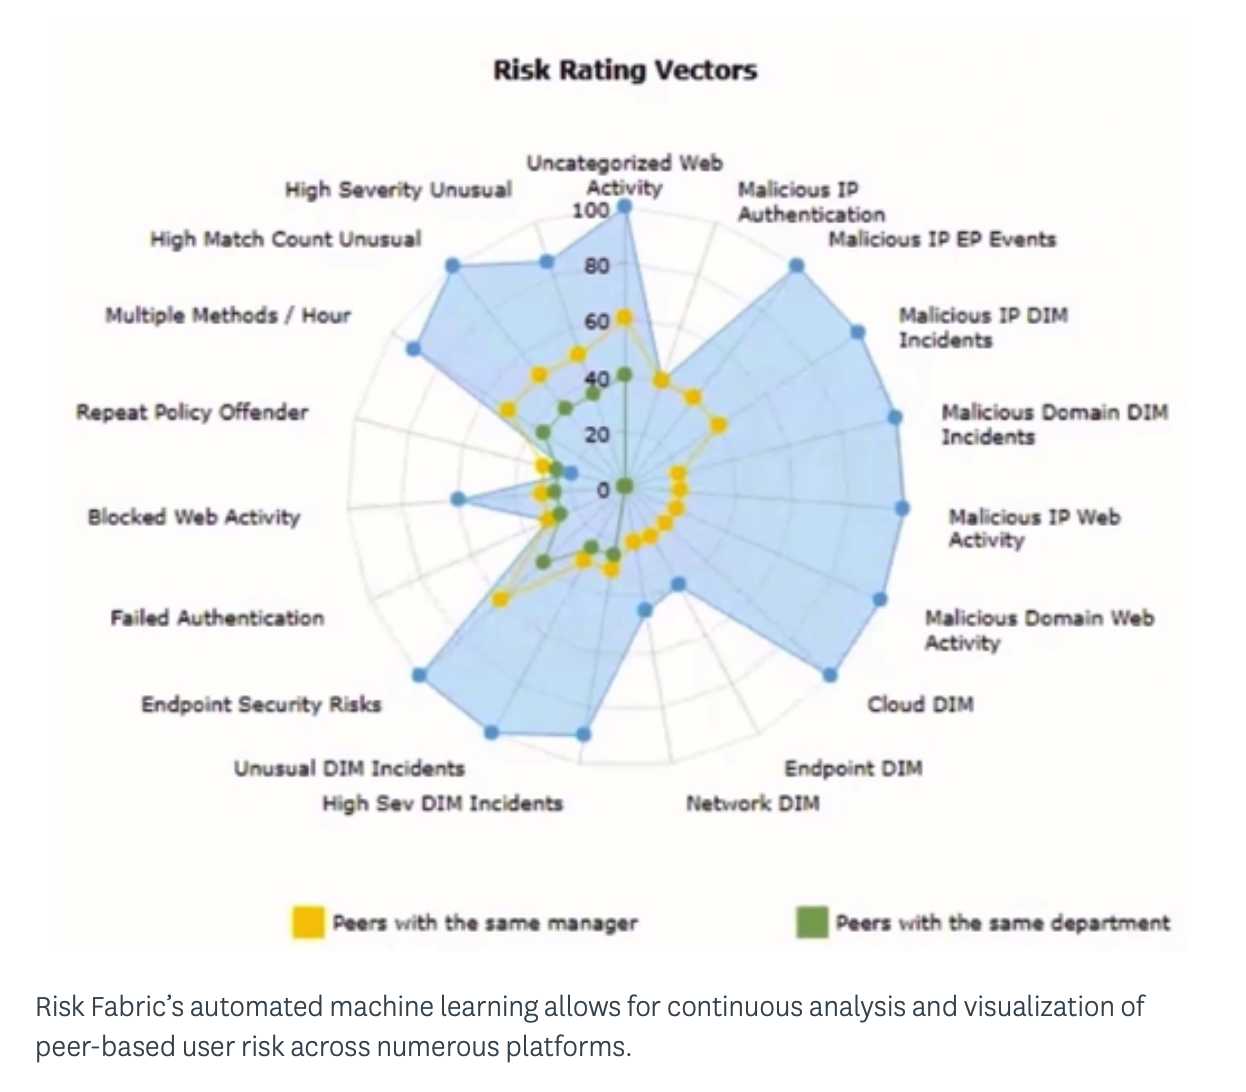 Risk Rating Vectors
Uncategorized Web
Activity
High Severity Unusual
Malicious IP
Authentication
100
High Match Count Unusual
Malicious IP EP Events
80
Multiple Methods / Hour
Malicious IP DIM
Incidents
60
40
Repeat Policy Offender
Malicious Domain DIM
Incidents
20
0
Blocked Web Activity
Malicious IP Web
Activity
Failed Authentication
Malicious Domain Web
Activity
Endpoint Security Risks
Cloud DIM
Unusual DIM Incidents
Endpoint DIM
High Sev DIM Incidents
Network DIM
Peers with the same manager
Peers with the same department
Risk Fabric’s automated machine learning allows for continuous analysis and visualization of
peer-based user risk across numerous platforms.